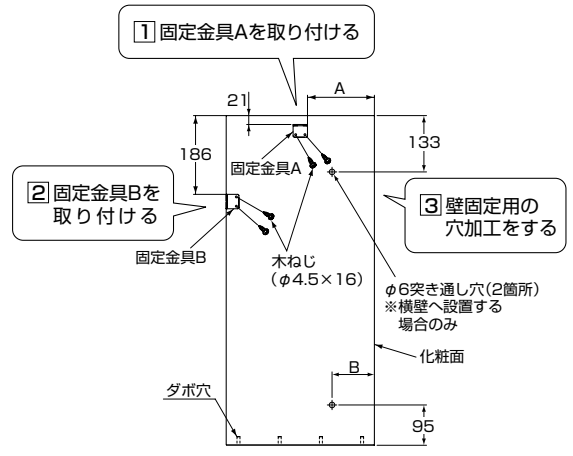 1 固定金具Aを取り付ける
A
21
133
186
固定金具A
2 固定金具Bを
取り付ける
3 壁固定用の
穴加工をする
固定金具B
木ねじ
（φ4.5×16）
φ6突き通し穴(2箇所)
※横壁へ設置する
場合のみ
化粧面
B
ダボ穴
95